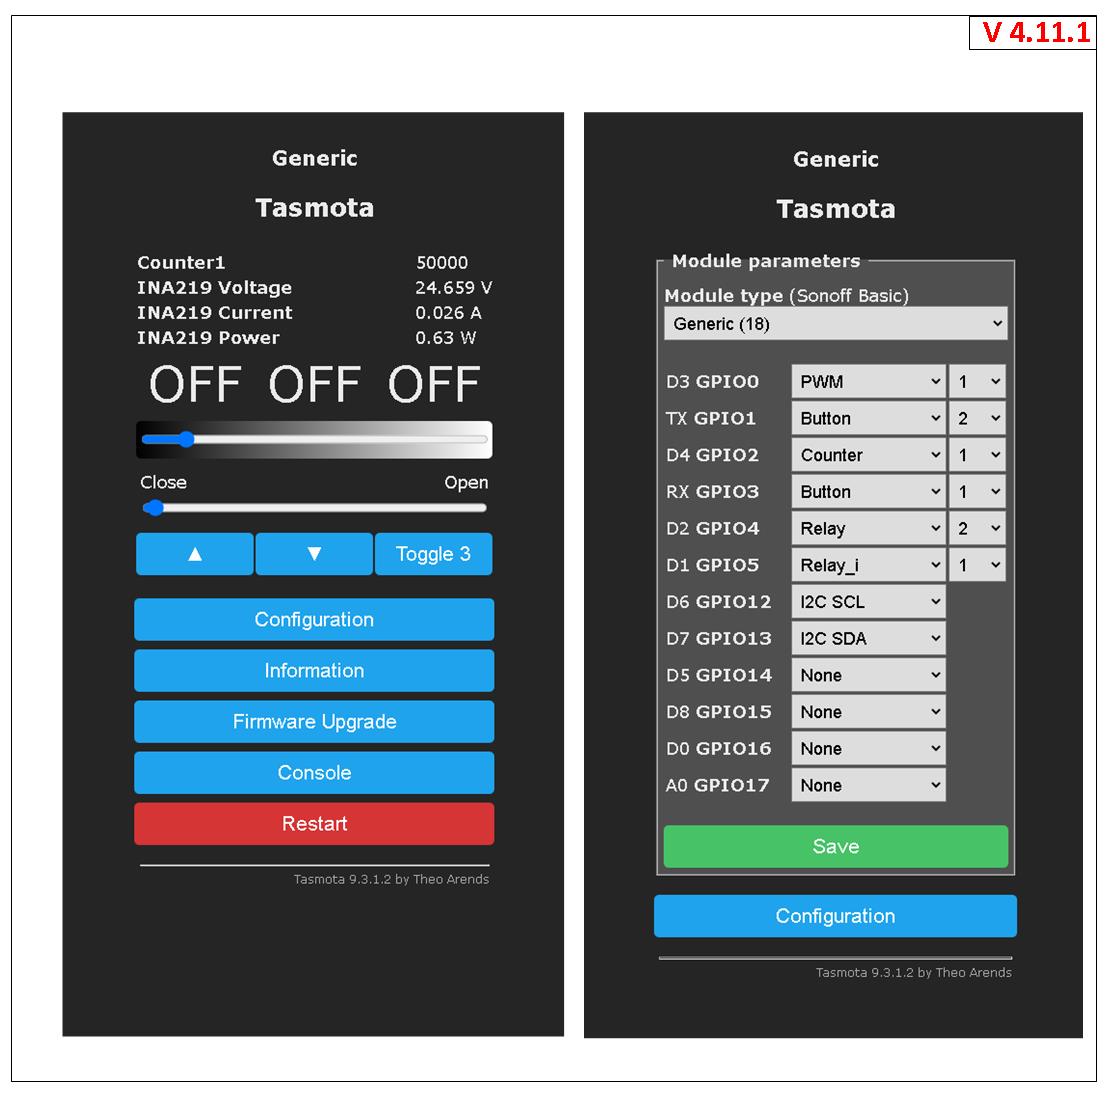 V 4.11.1
Generic
Tasmota
Counter1 50000
INA219 Voltage 24.659 V
INA219 Current 0.026 A
INA219 Power 0.63 W
OFF OFF OFF
Close Open
▲ ▼ Toggle 3
Configuration
Information
Firmware Upgrade
Console
Restart
Tasmota 9.3.1.2 by Theo Arends
Generic
Tasmota
Module parameters
Module type (Sonoff Basic)
Generic (18)
D3 GPIO0 PWM 1
TX GPIO1 Button 2
D4 GPIO2 Counter 1
RX GPIO3 Button 1
D2 GPIO4 Relay 2
D1 GPIO5 Relay_i 1
D6 GPIO12 I2C SCL
D7 GPIO13 I2C SDA
D5 GPIO14 None
D8 GPIO15 None
D0 GPIO16 None
A0 GPIO17 None
Save
Configuration
Tasmota 9.3.1.2 by Theo Arends